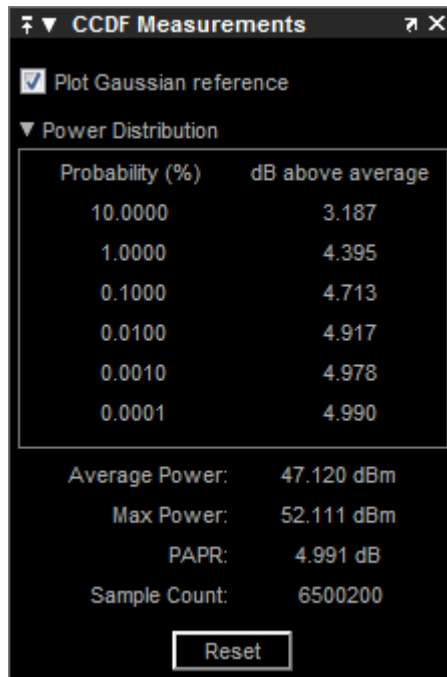 CCDF Measurements
Plot Gaussian reference
Power Distribution
Probability (%) dB above average
10.0000 3.187
1.0000 4.395
0.1000 4.713
0.0100 4.917
0.0010 4.978
0.0001 4.990
Average Power: 47.120 dBm
Max Power: 52.111 dBm
PAPR: 4.991 dB
Sample Count: 6500200
Reset